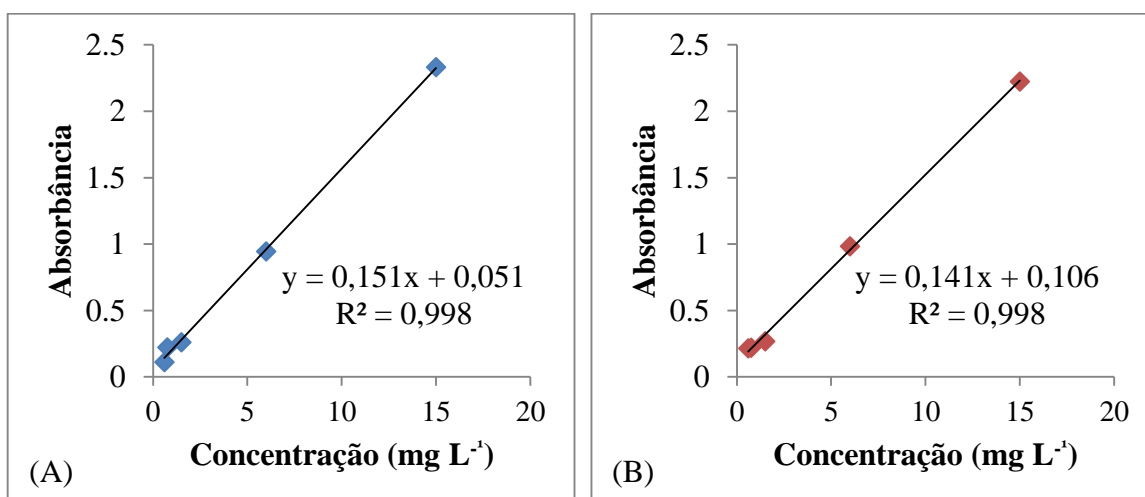 2.5
2
1.5
1
0.5
0
Absorbância
y = 0,151x + 0,051
R² = 0,998
0 5 10 15 20
Concentração (mg L⁻¹)
(A)
2.5
2
1.5
1
0.5
0
Absorbância
y = 0,141x + 0,106
R² = 0,998
0 5 10 15 20
Concentração (mg L⁻¹)
(B)